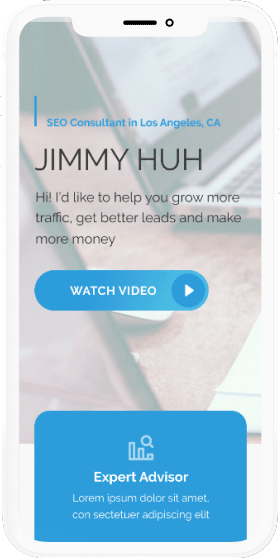 SEO Consultant in Los Angeles, CA
JIMMY HUH
Hi! I'd like to help you grow more
traffic, get better leads and make
more money
WATCH VIDEO
Expert Advisor
Lorem ipsum dolor sit amet,
con sectetuer adipiscing elit